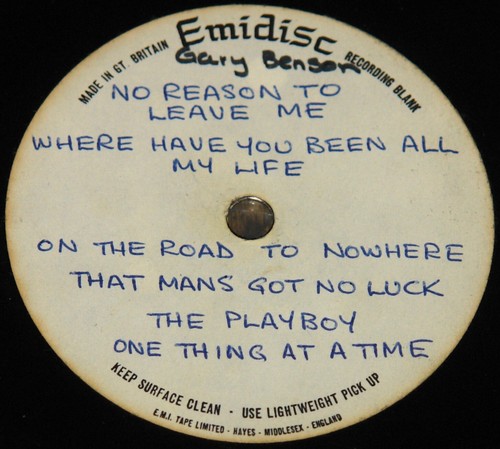 MADE IN GT. BRITAIN
Emidisc
RECORDING BLANK
Gary Benson
NO REASON TO
LEAVE ME
WHERE HAVE YOU BEEN ALL
MY LIFE
ON THE ROAD TO NOWHERE
THAT MANS GOT NO LUCK
THE PLAYBOY
ONE THING AT A TIME
KEEP SURFACE CLEAN - USE LIGHTWEIGHT PICK UP
E.M.I. TAPE LIMITED - HAYES - MIDDLESEX - ENGLAND